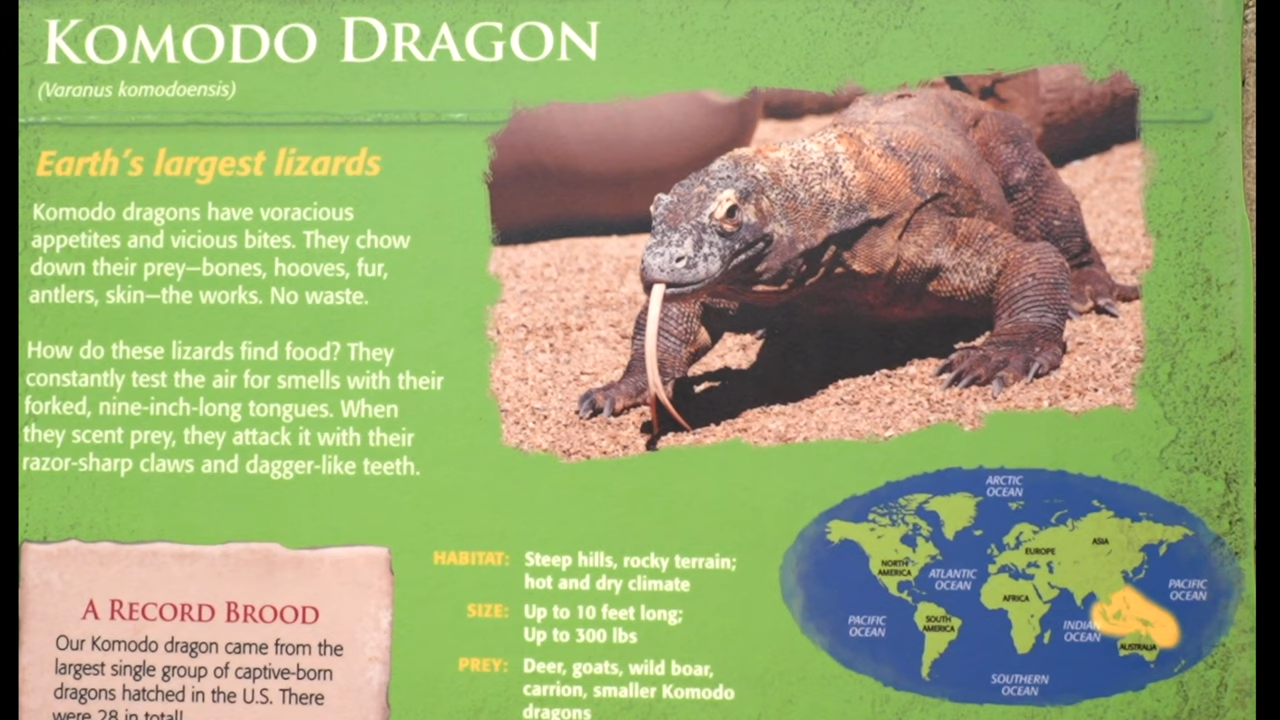 KOMODO DRAGON
(Varanus komodoensis)
Earth's largest lizards
Komodo dragons have voracious
appetites and vicious bites. They chow
down their prey—bones, hooves, fur,
antlers, skin—the works. No waste.
How do these lizards find food? They
constantly test the air for smells with their
forked, nine-inch-long tongues. When
they scent prey, they attack it with their
razor-sharp claws and dagger-like teeth.
A RECORD BROOD
Our Komodo dragon came from the
largest single group of captive-born
dragons hatched in the U.S. There
were 28 in total!
HABITAT: Steep hills, rocky terrain;
hot and dry climate
SIZE: Up to 10 feet long;
Up to 300 lbs
PREY: Deer, goats, wild boar,
carrion, smaller Komodo
dragons
ARCTIC
OCEAN
NORTH
AMERICA
ATLANTIC
OCEAN
EUROPE
ASIA
PACIFIC
OCEAN
AFRICA
PACIFIC
OCEAN
SOUTH
AMERICA
INDIAN
OCEAN
AUSTRALIA
SOUTHERN
OCEAN